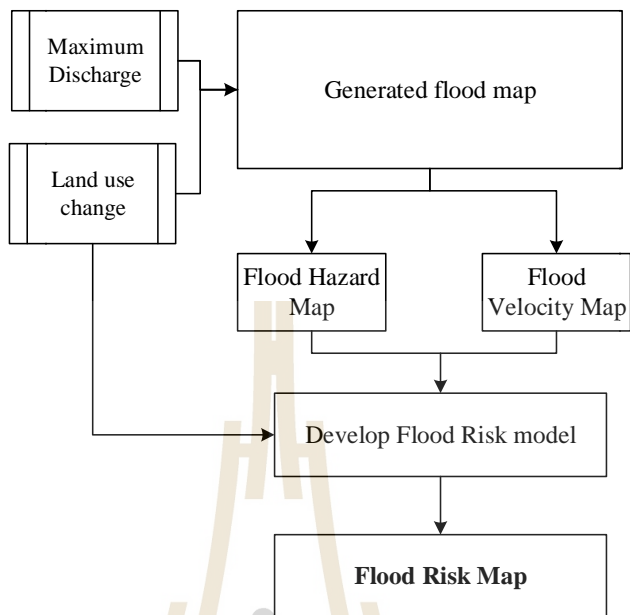 Maximum
Discharge
Generated flood map
Land use
change
Flood Hazard
Map
Flood
Velocity Map
Develop Flood Risk model
Flood Risk Map